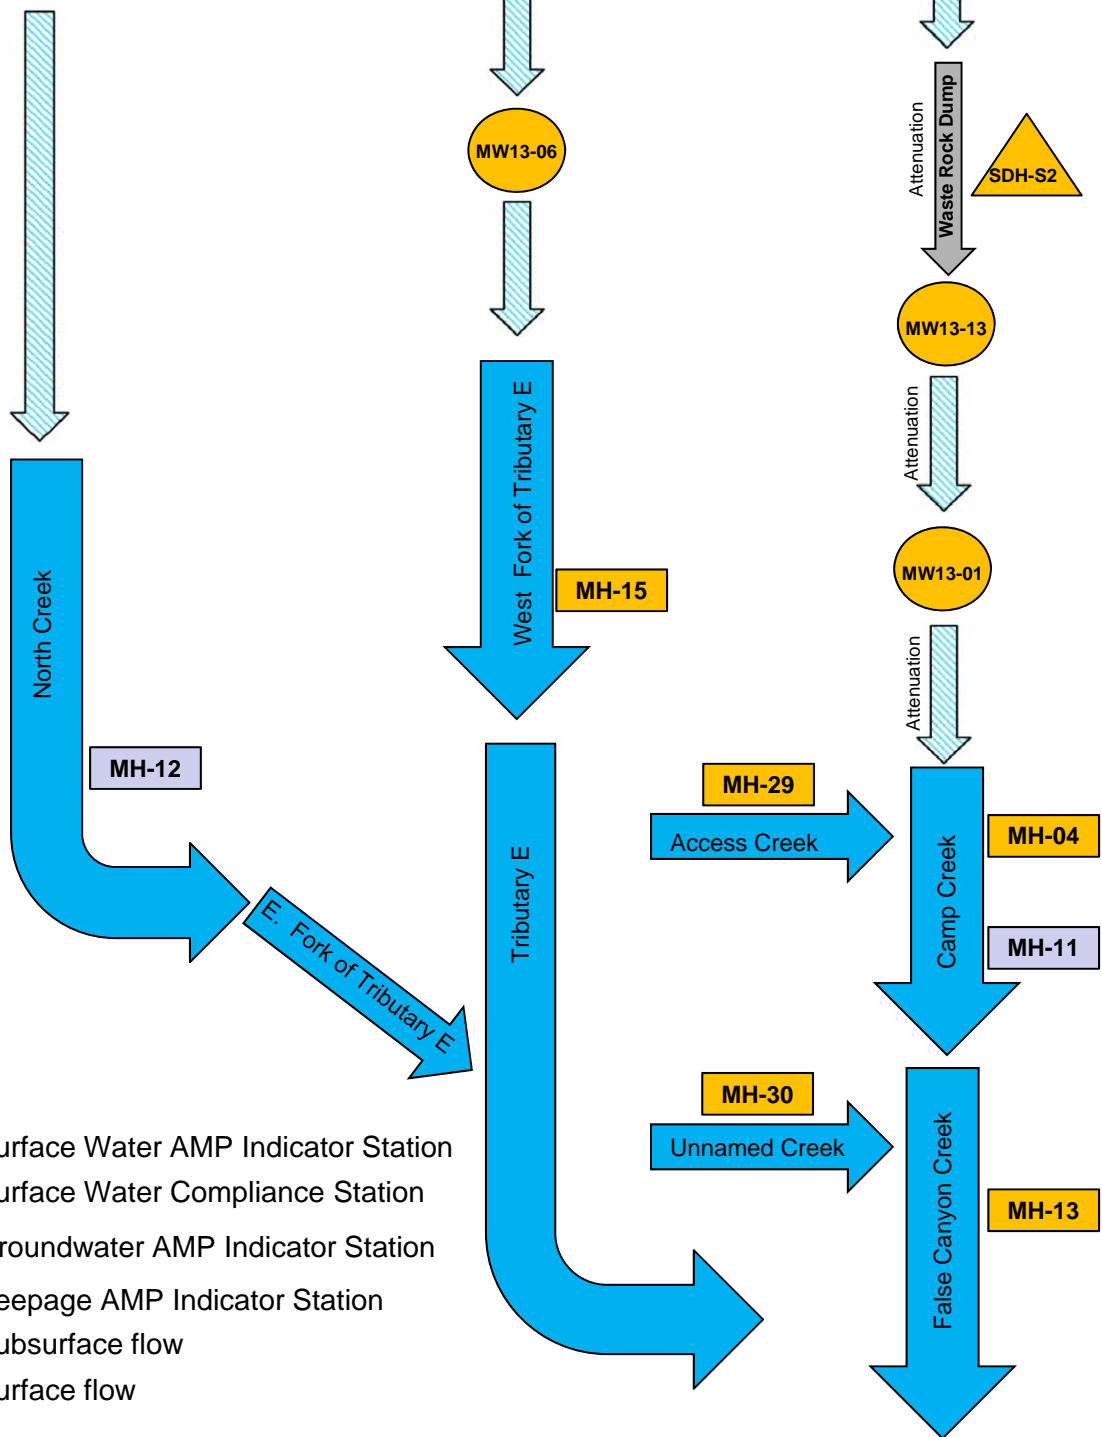 MW13-06
Attenuation
Waste Rock Dump
SDH-S2
MW13-13
Attenuation
MW13-01
Attenuation
North Creek
MH-12
West Fork of Tributary E
MH-15
E. Fork of Tributary E
Tributary E
MH-29
Access Creek
MH-04
Camp Creek
MH-11
MH-30
Unnamed Creek
False Canyon Creek
MH-13
urface Water AMP Indicator Station
urface Water Compliance Station
roundwater AMP Indicator Station
eepage AMP Indicator Station
ubsurface flow
urface flow